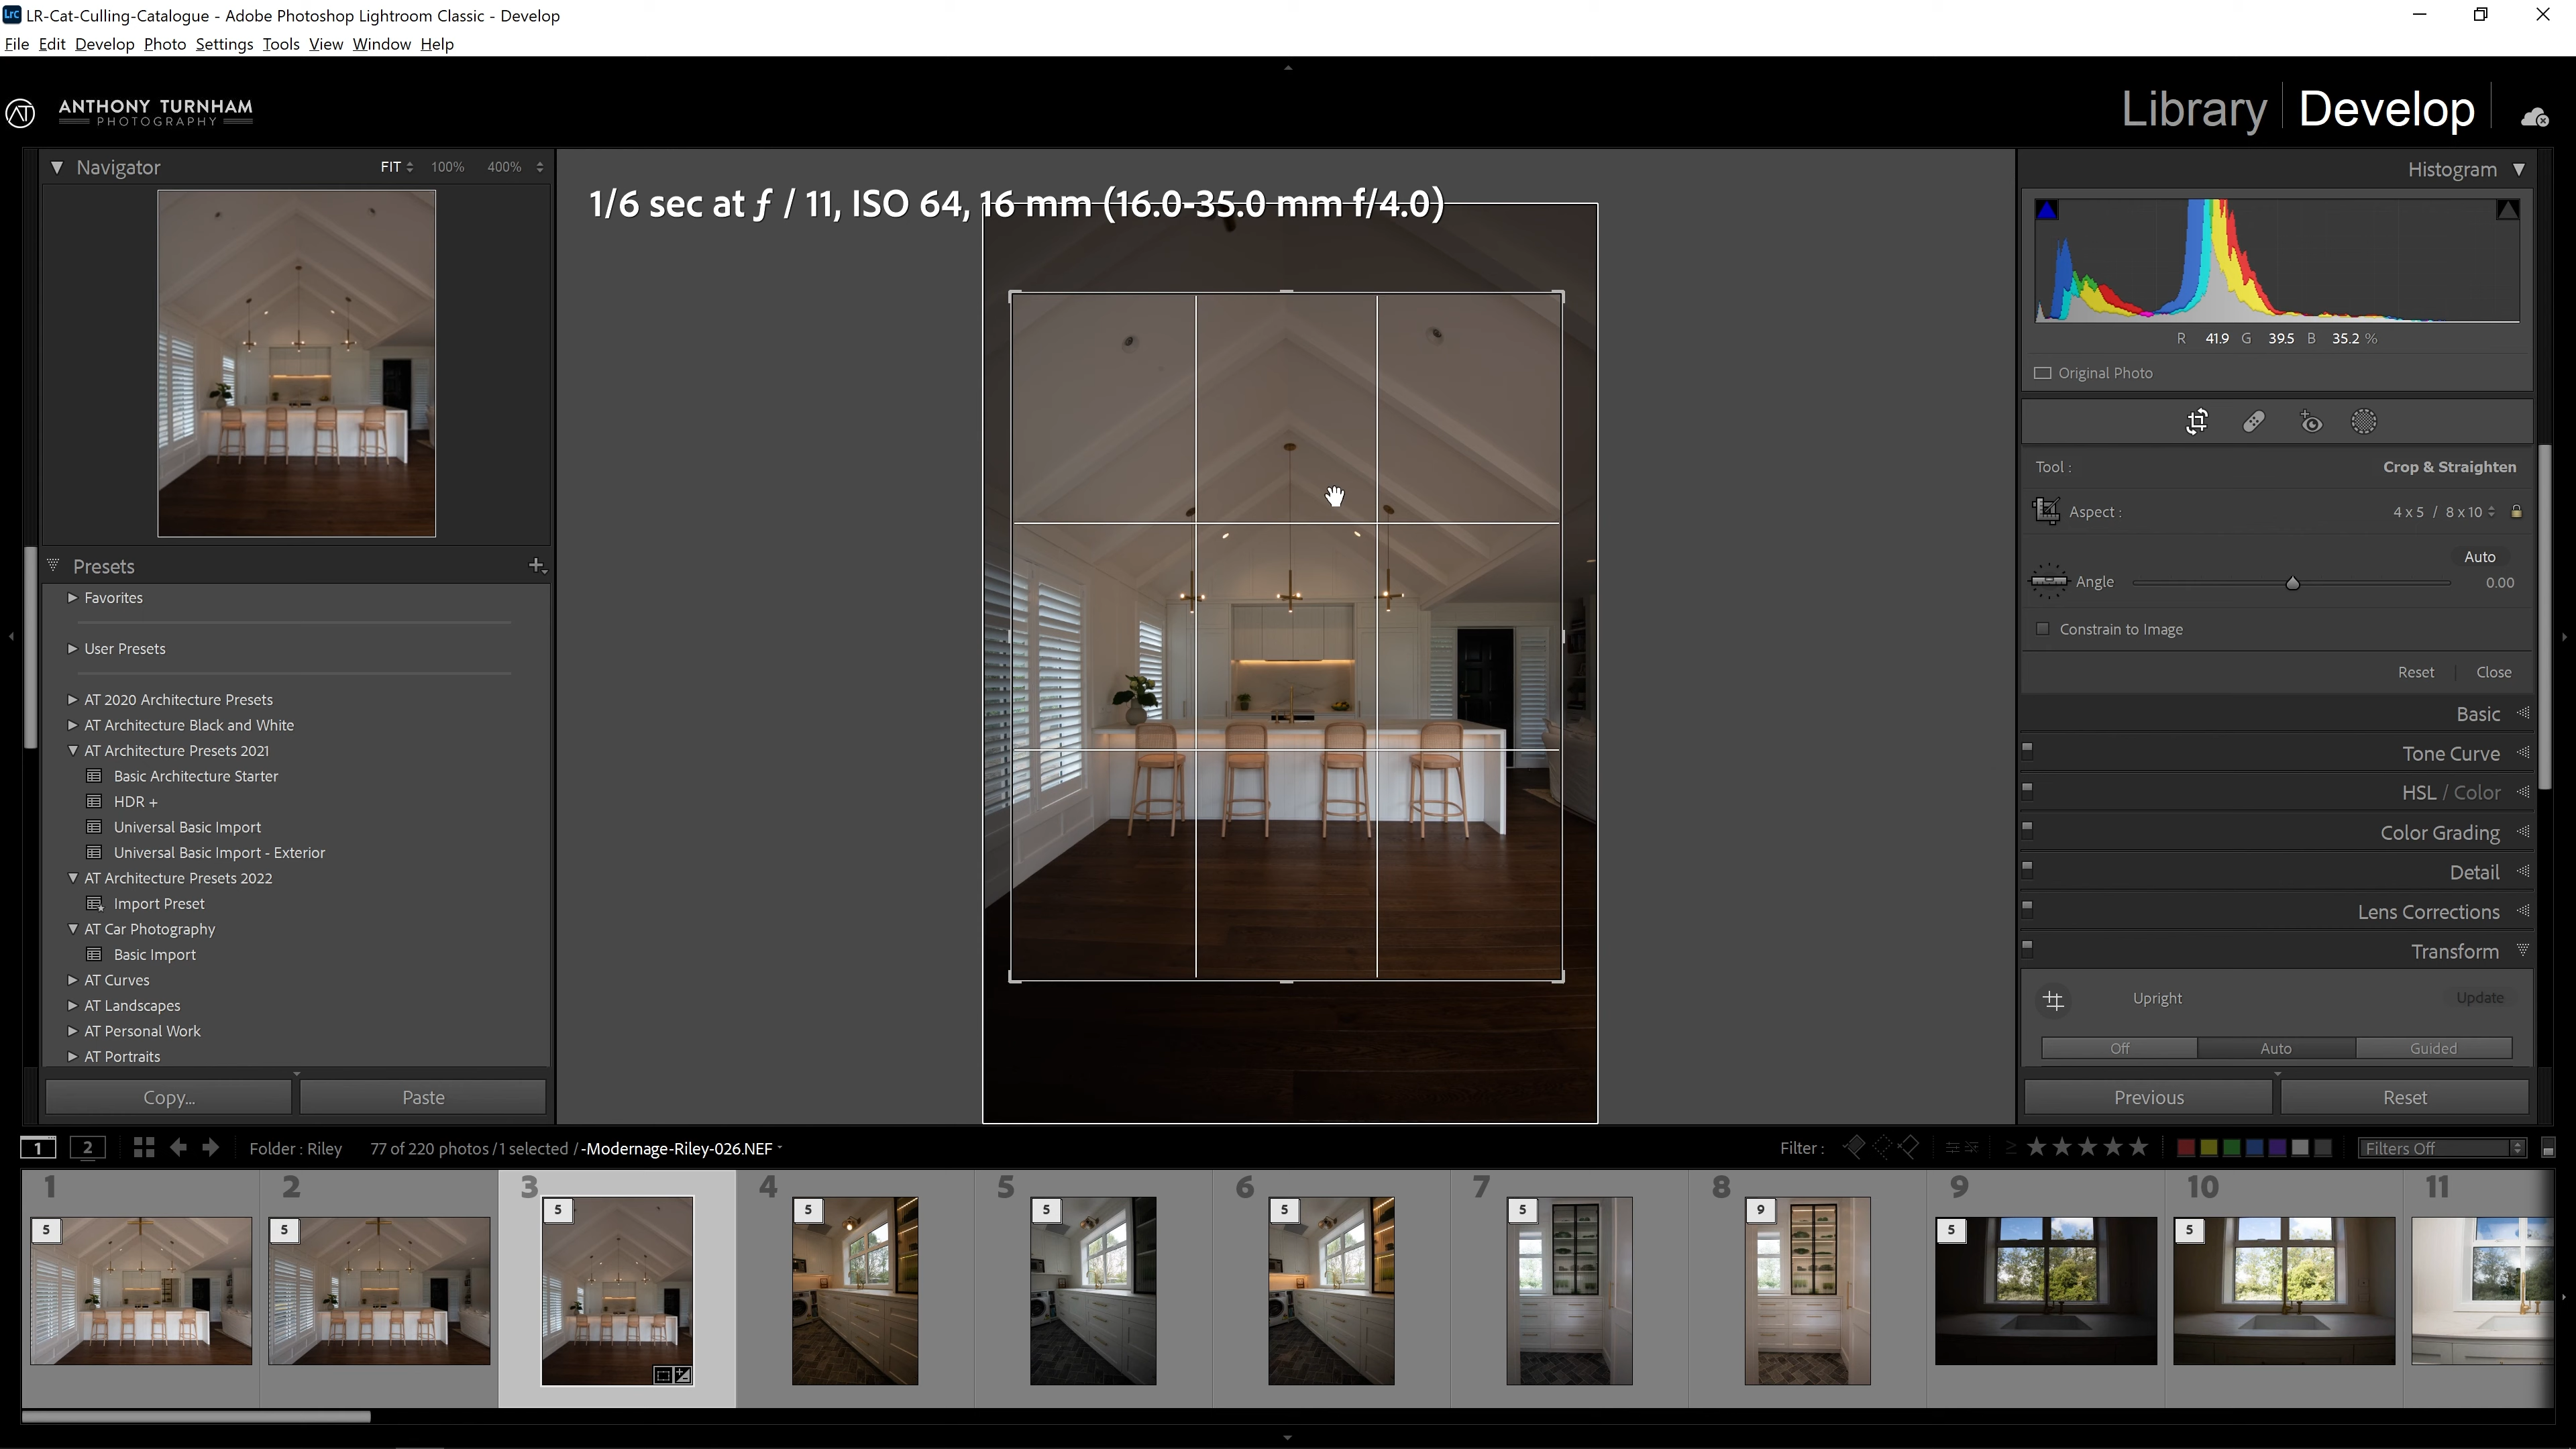 LR-Cat-Culling-Catalogue - Adobe Photoshop Lightroom Classic - Develop
File Edit Develop Photo Settings Tools View Window Help
ANTHONY TURNHAM
PHOTOGRAPHY
Library Develop
Navigator FIT 100% 400%
1/6 sec at ƒ / 11, ISO 64, 16 mm (16.0-35.0 mm f/4.0)
Histogram
R 41.9 G 39.5 B 35.2 %
Original Photo
Tool : Crop & Straighten
Aspect : 4 x 5 / 8 x 10
Auto
Angle 0.00
Constrain to Image
Reset Close
Basic
Tone Curve
HSL / Color
Color Grading
Detail
Lens Corrections
Transform
Upright Update
Off Auto Guided
Previous Reset
Presets
Favorites
User Presets
AT 2020 Architecture Presets
AT Architecture Black and White
AT Architecture Presets 2021
Basic Architecture Starter
HDR +
Universal Basic Import
Universal Basic Import - Exterior
AT Architecture Presets 2022
Import Preset
AT Car Photography
Basic Import
AT Curves
AT Landscapes
AT Personal Work
AT Portraits
Copy... Paste
1 2 Folder : Riley 77 of 220 photos /1 selected /-Modernage-Riley-026.NEF Filter : ≥ Filters Off
1 2 3 4 5 6 7 8 9 10 11
5 5 5 5 5 5 5 9 5 5